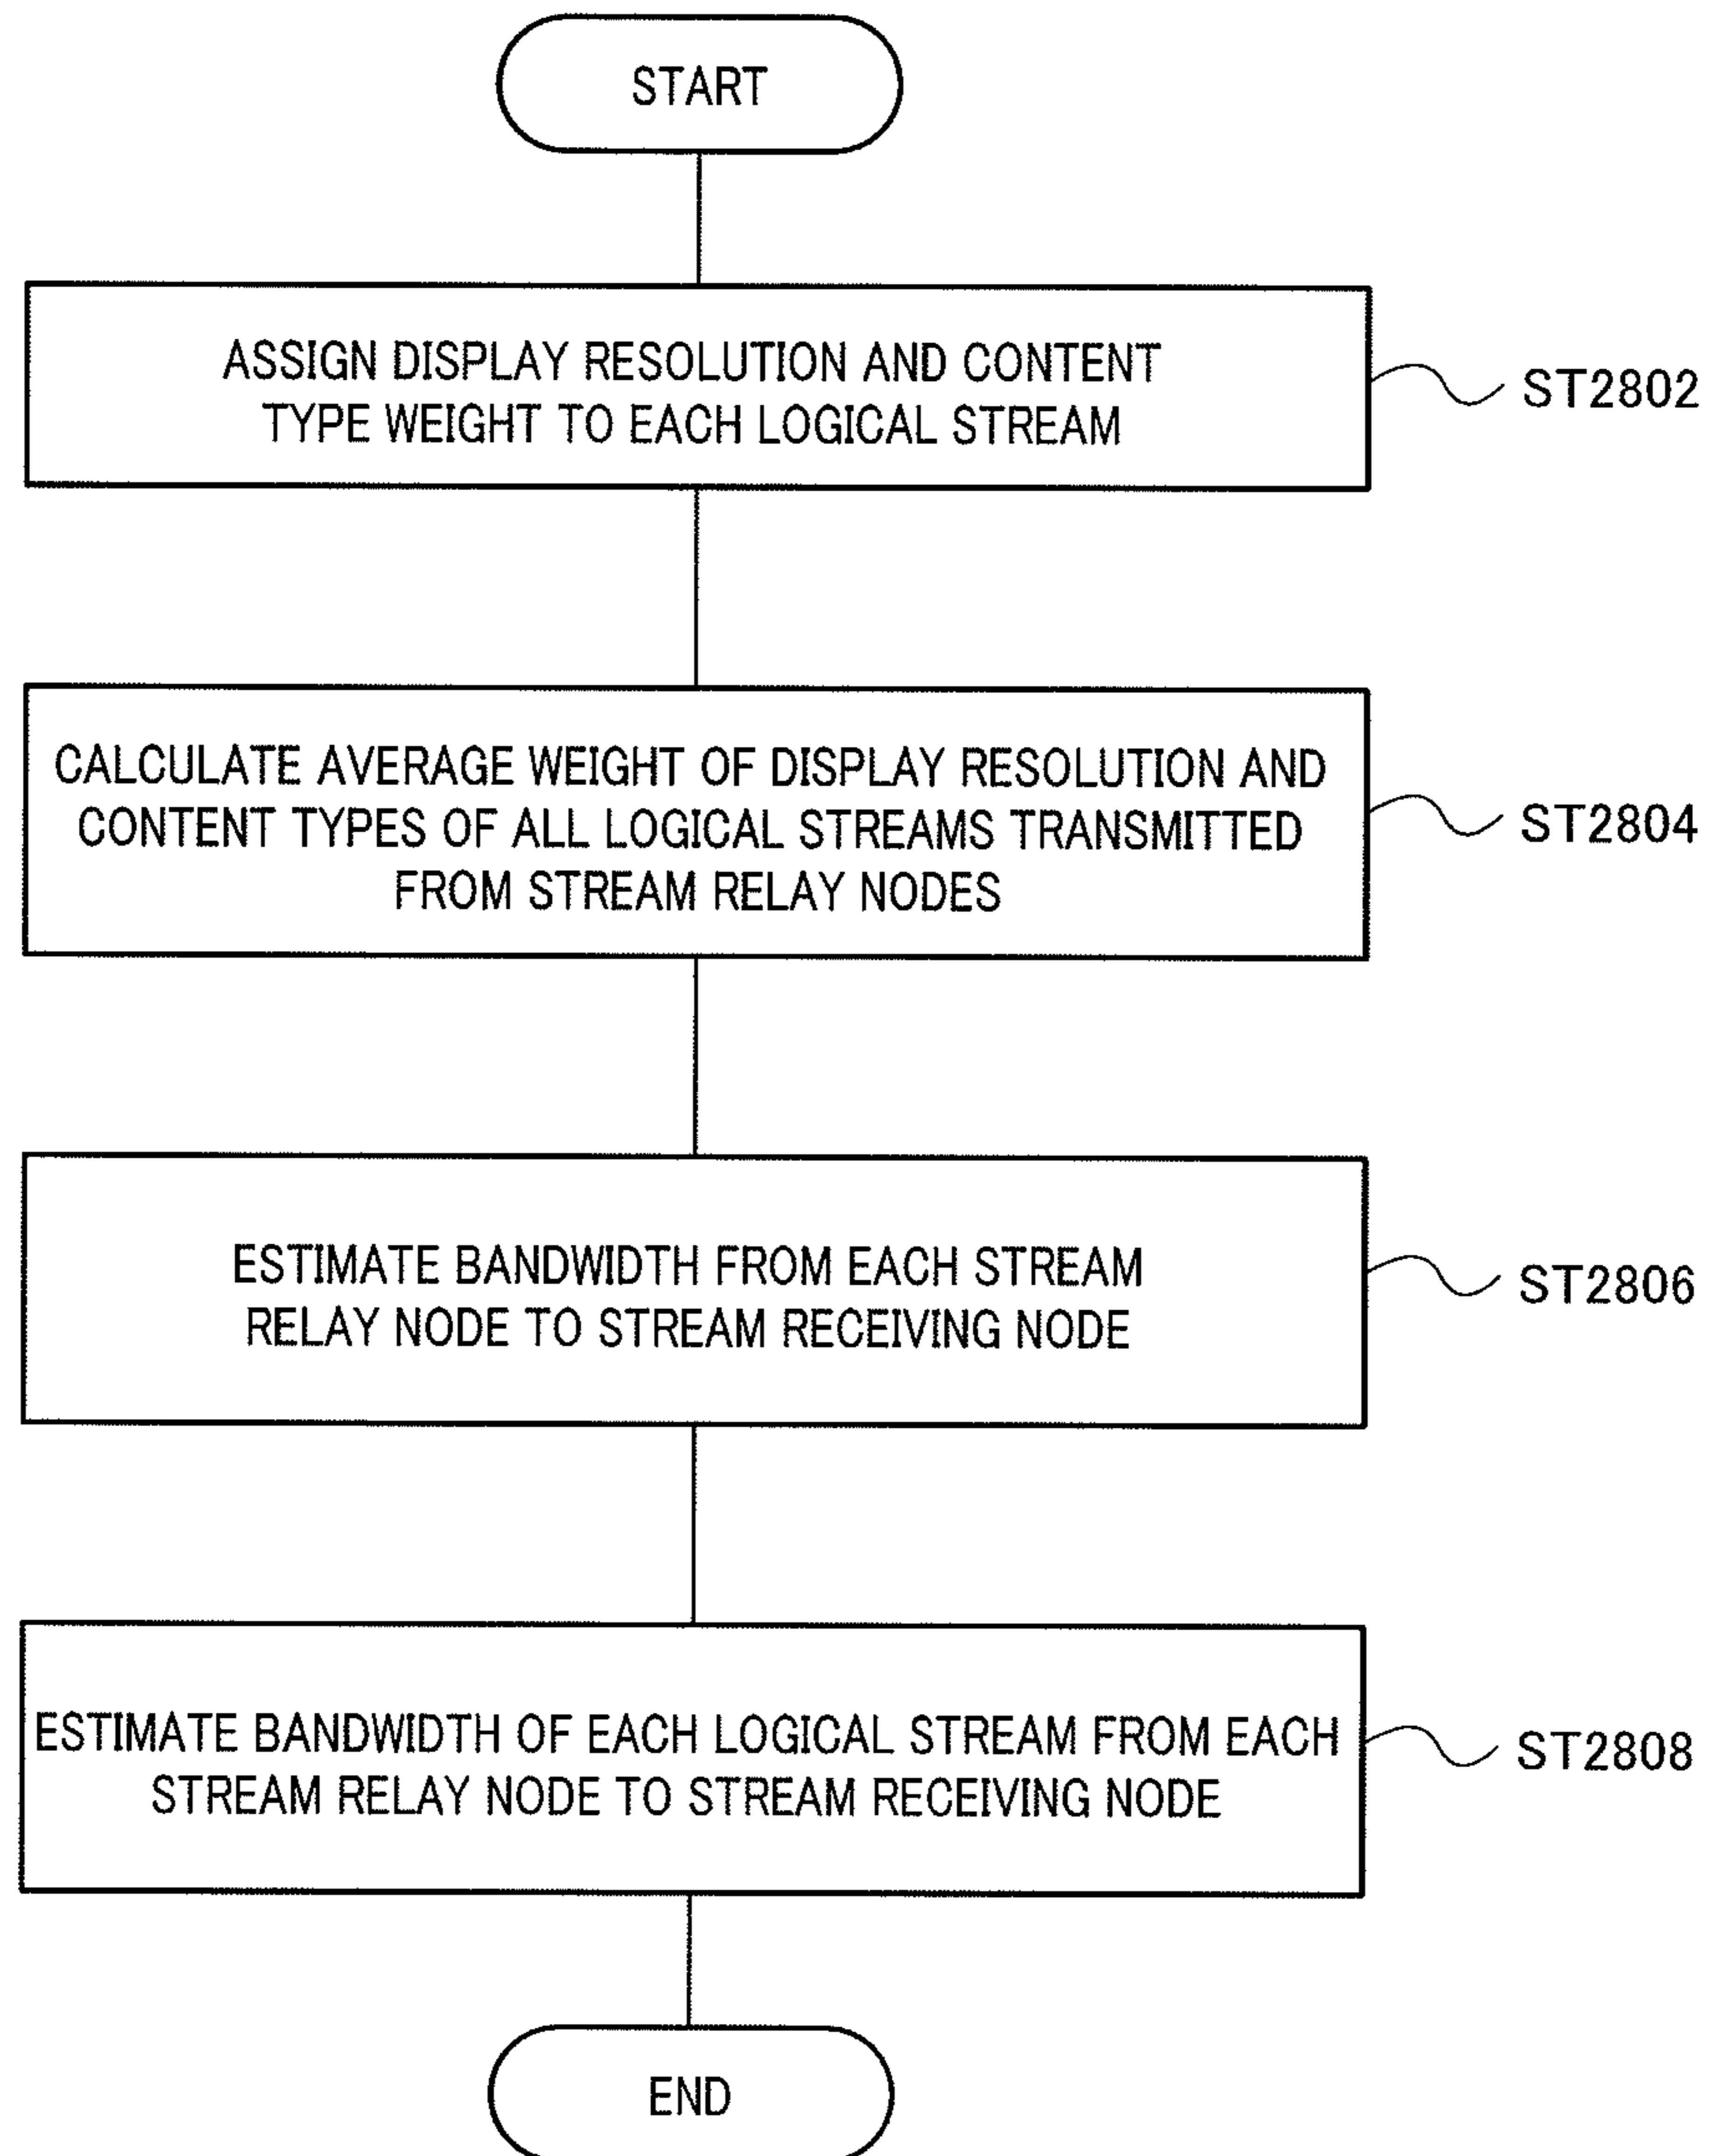 START
ASSIGN DISPLAY RESOLUTION AND CONTENT
TYPE WEIGHT TO EACH LOGICAL STREAM
ST2802
CALCULATE AVERAGE WEIGHT OF DISPLAY RESOLUTION AND
CONTENT TYPES OF ALL LOGICAL STREAMS TRANSMITTED
FROM STREAM RELAY NODES
ST2804
ESTIMATE BANDWIDTH FROM EACH STREAM
RELAY NODE TO STREAM RECEIVING NODE
ST2806
ESTIMATE BANDWIDTH OF EACH LOGICAL STREAM FROM EACH
STREAM RELAY NODE TO STREAM RECEIVING NODE
ST2808
END